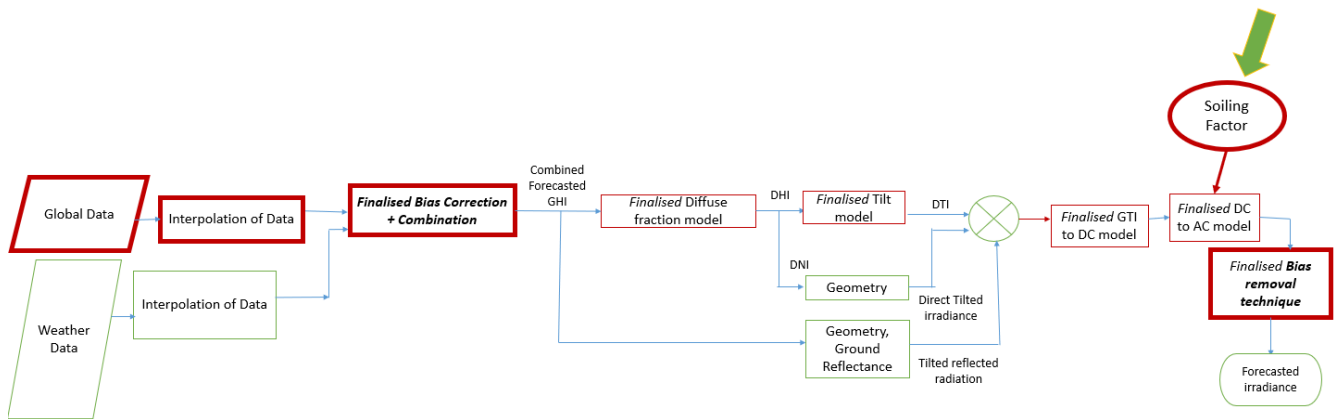 Soiling
Factor
Global Data
Interpolation of Data
Finalised Bias Correction
+ Combination
Combined
Forecasted
GHI
Finalised Diffuse
fraction model
DHI
Finalised Tilt
model
DTI
Finalised GTI
to DC model
Finalised DC
to AC model
Finalised Bias
removal
technique
DNI
Geometry
Direct Tilted
irradiance
Weather
Data
Interpolation of Data
Geometry,
Ground
Reflectance
Tilted reflected
radiation
Forecasted
irradiance